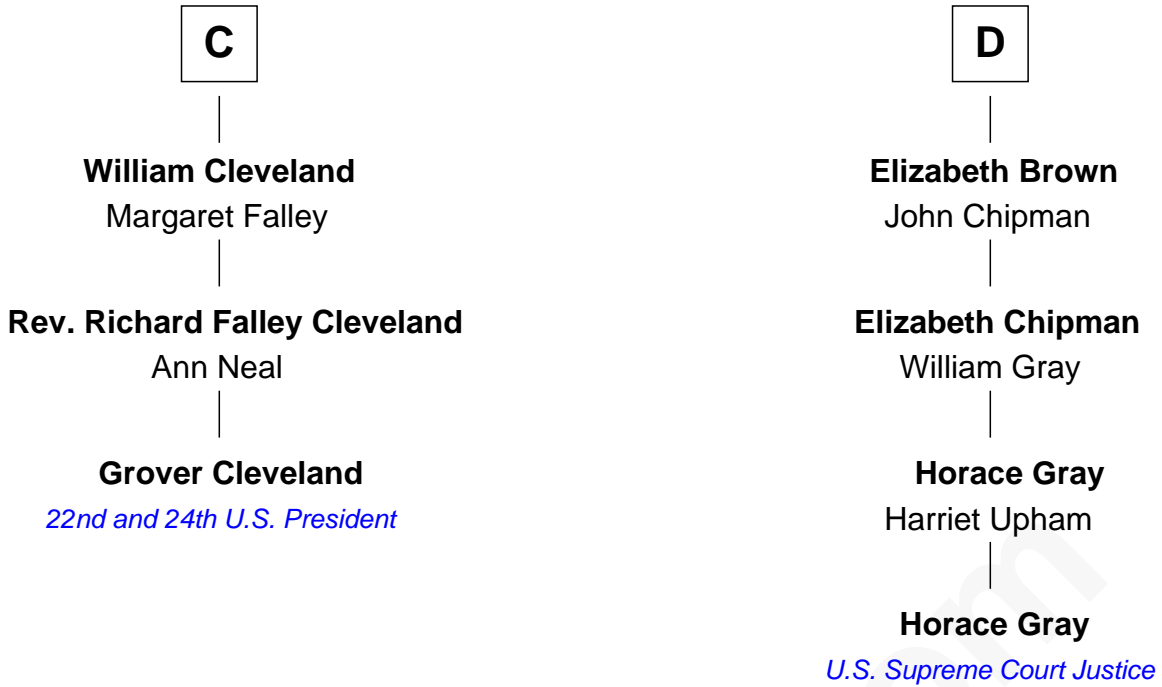 C
William Cleveland
Margaret Falley
Rev. Richard Falley Cleveland
Ann Neal
Grover Cleveland
22nd and 24th U.S. President
D
Elizabeth Brown
John Chipman
Elizabeth Chipman
William Gray
Horace Gray
Harriet Upham
Horace Gray
U.S. Supreme Court Justice